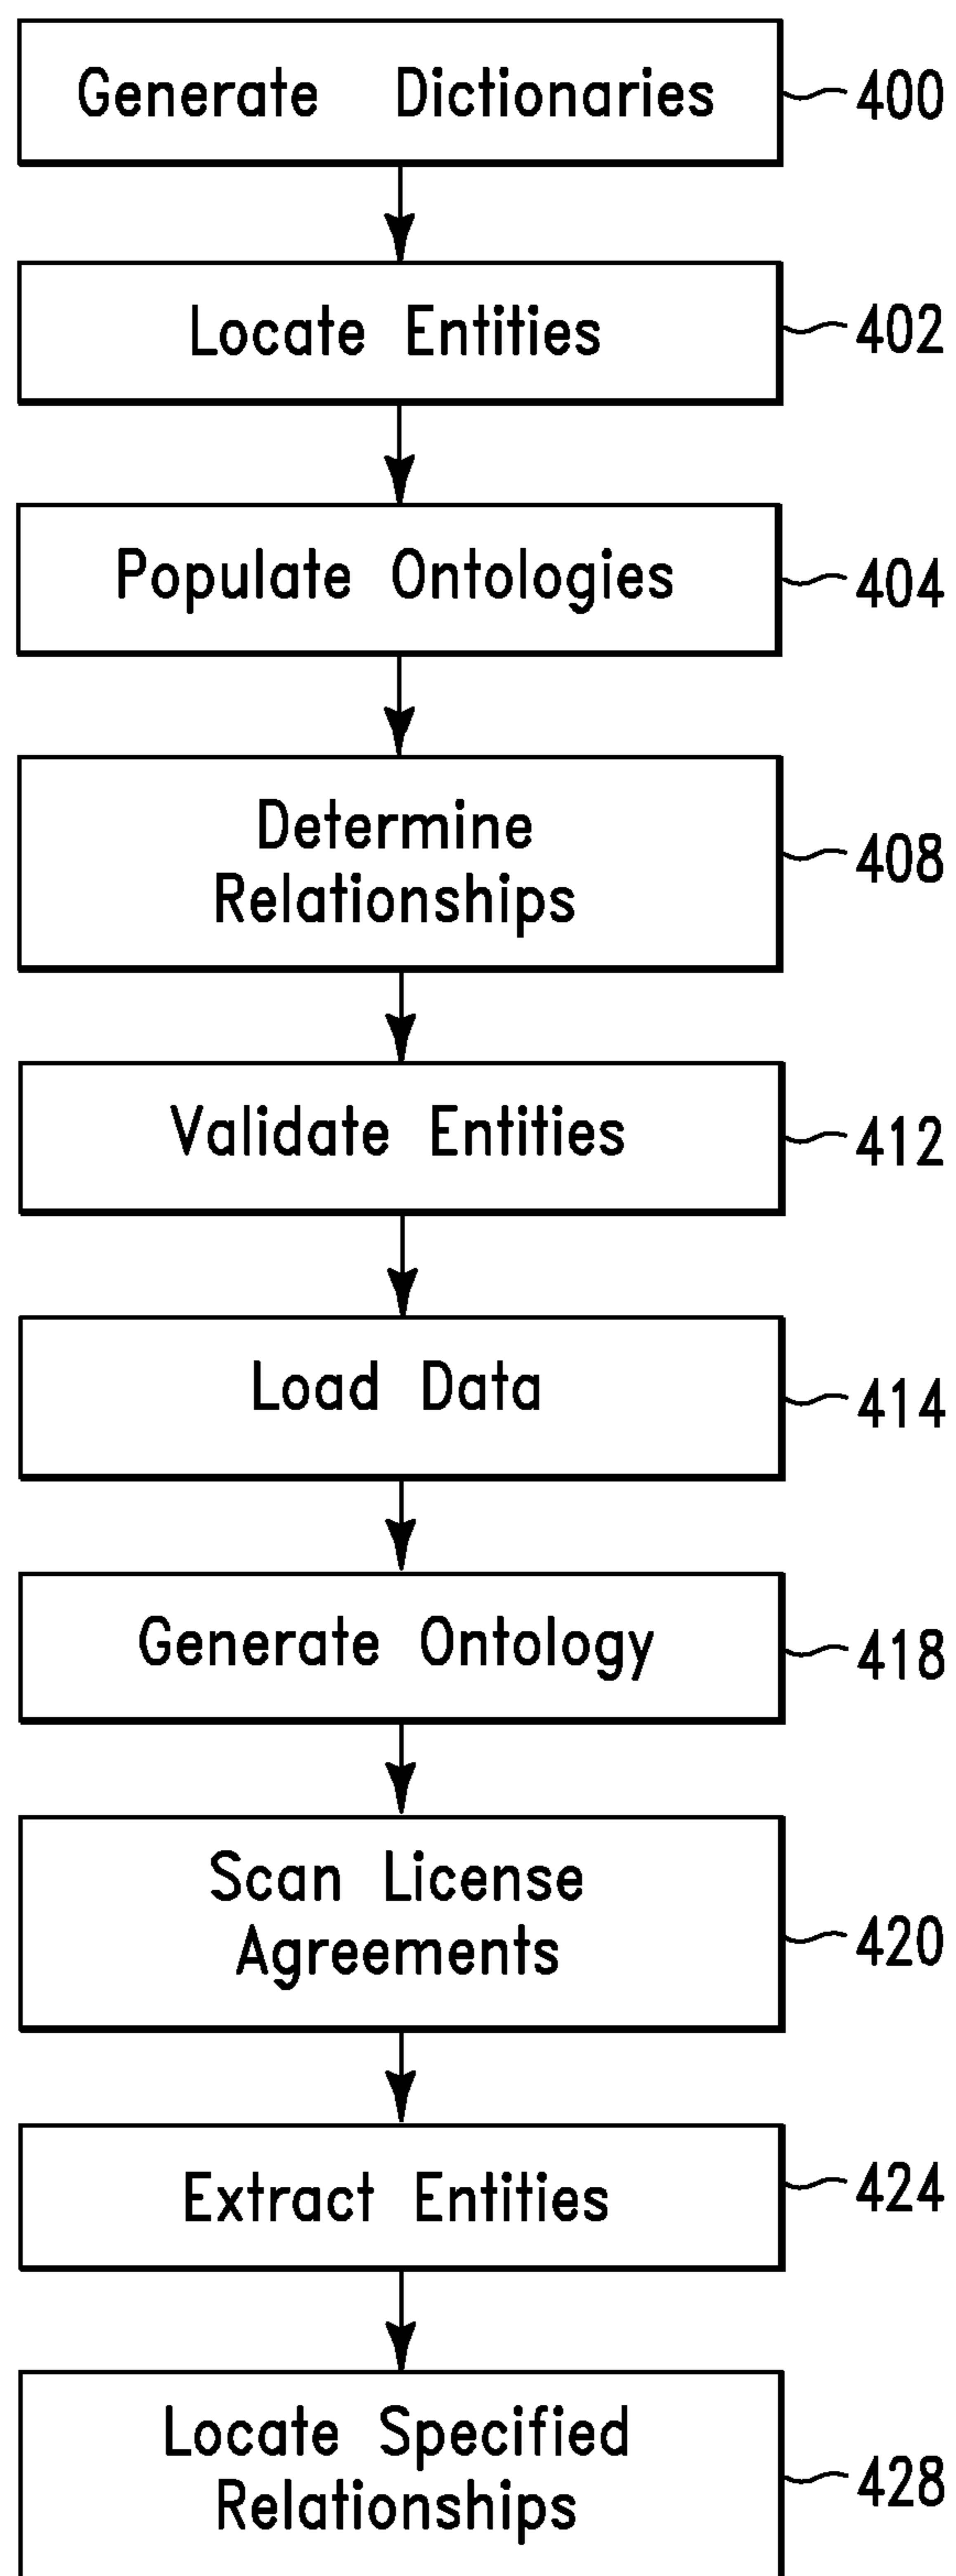 Generate Dictionaries 400
Locate Entities 402
Populate Ontologies 404
Determine
Relationships 408
Validate Entities 412
Load Data 414
Generate Ontology 418
Scan License
Agreements 420
Extract Entities 424
Locate Specified
Relationships 428